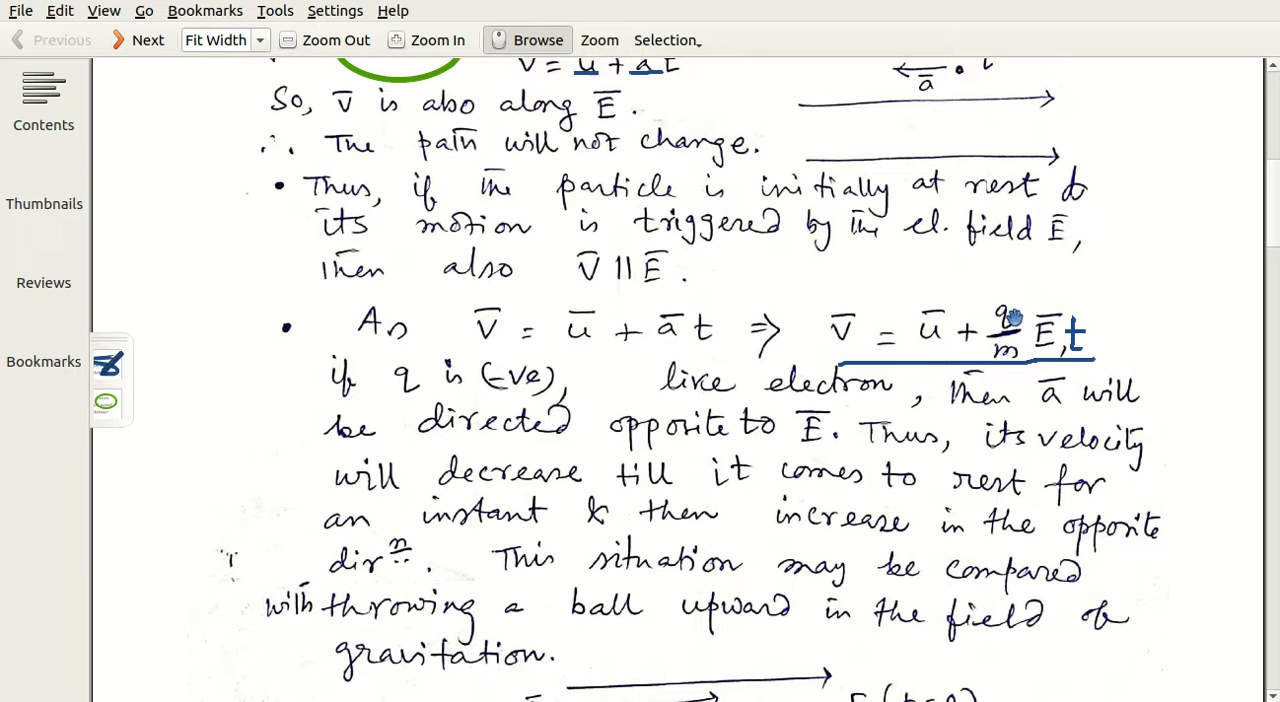 File Edit View Go Bookmarks Tools Settings Help
Previous Next Fit Width Zoom Out Zoom In Browse Zoom Selection
Contents
Thumbnails
Reviews
Bookmarks
V̄ = u + a t
ā
So, v̄ is also along Ē.
∴ The path will not change.
• Thus, if the particle is initially at rest &
its motion is triggered by the el. field Ē,
then also v̄ || Ē.
• As v̄ = ū + ā t ⇒ v̄ = ū + q/m Ē, t
if q is (-ve), like electron, then ā will
be directed opposite to Ē. Thus, its velocity
will decrease till it comes to rest for
an instant & then increase in the opposite
dirⁿ. This situation may be compared
with throwing a ball upward in the field of
gravitation.